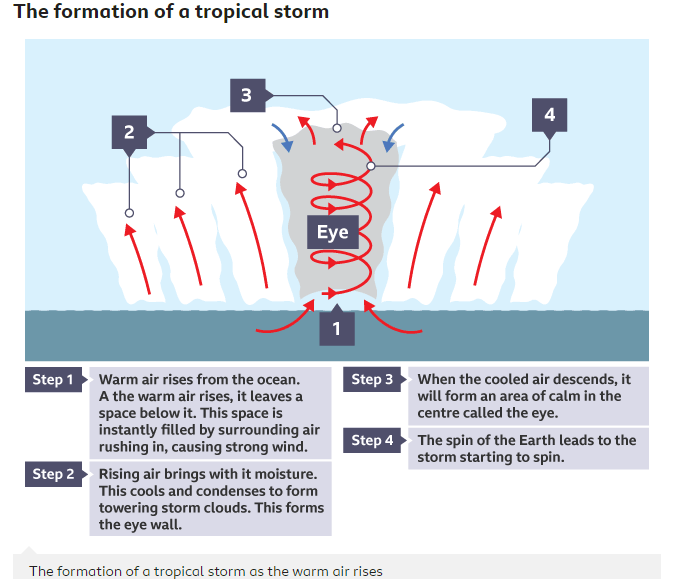 The formation of a tropical storm
3
2
4
Eye
1
Step 1
Warm air rises from the ocean.
A the warm air rises, it leaves a
space below it. This space is
instantly filled by surrounding air
rushing in, causing strong wind.
Step 2
Rising air brings with it moisture.
This cools and condenses to form
towering storm clouds. This forms
the eye wall.
Step 3
When the cooled air descends, it
will form an area of calm in the
centre called the eye.
Step 4
The spin of the Earth leads to the
storm starting to spin.
The formation of a tropical storm as the warm air rises